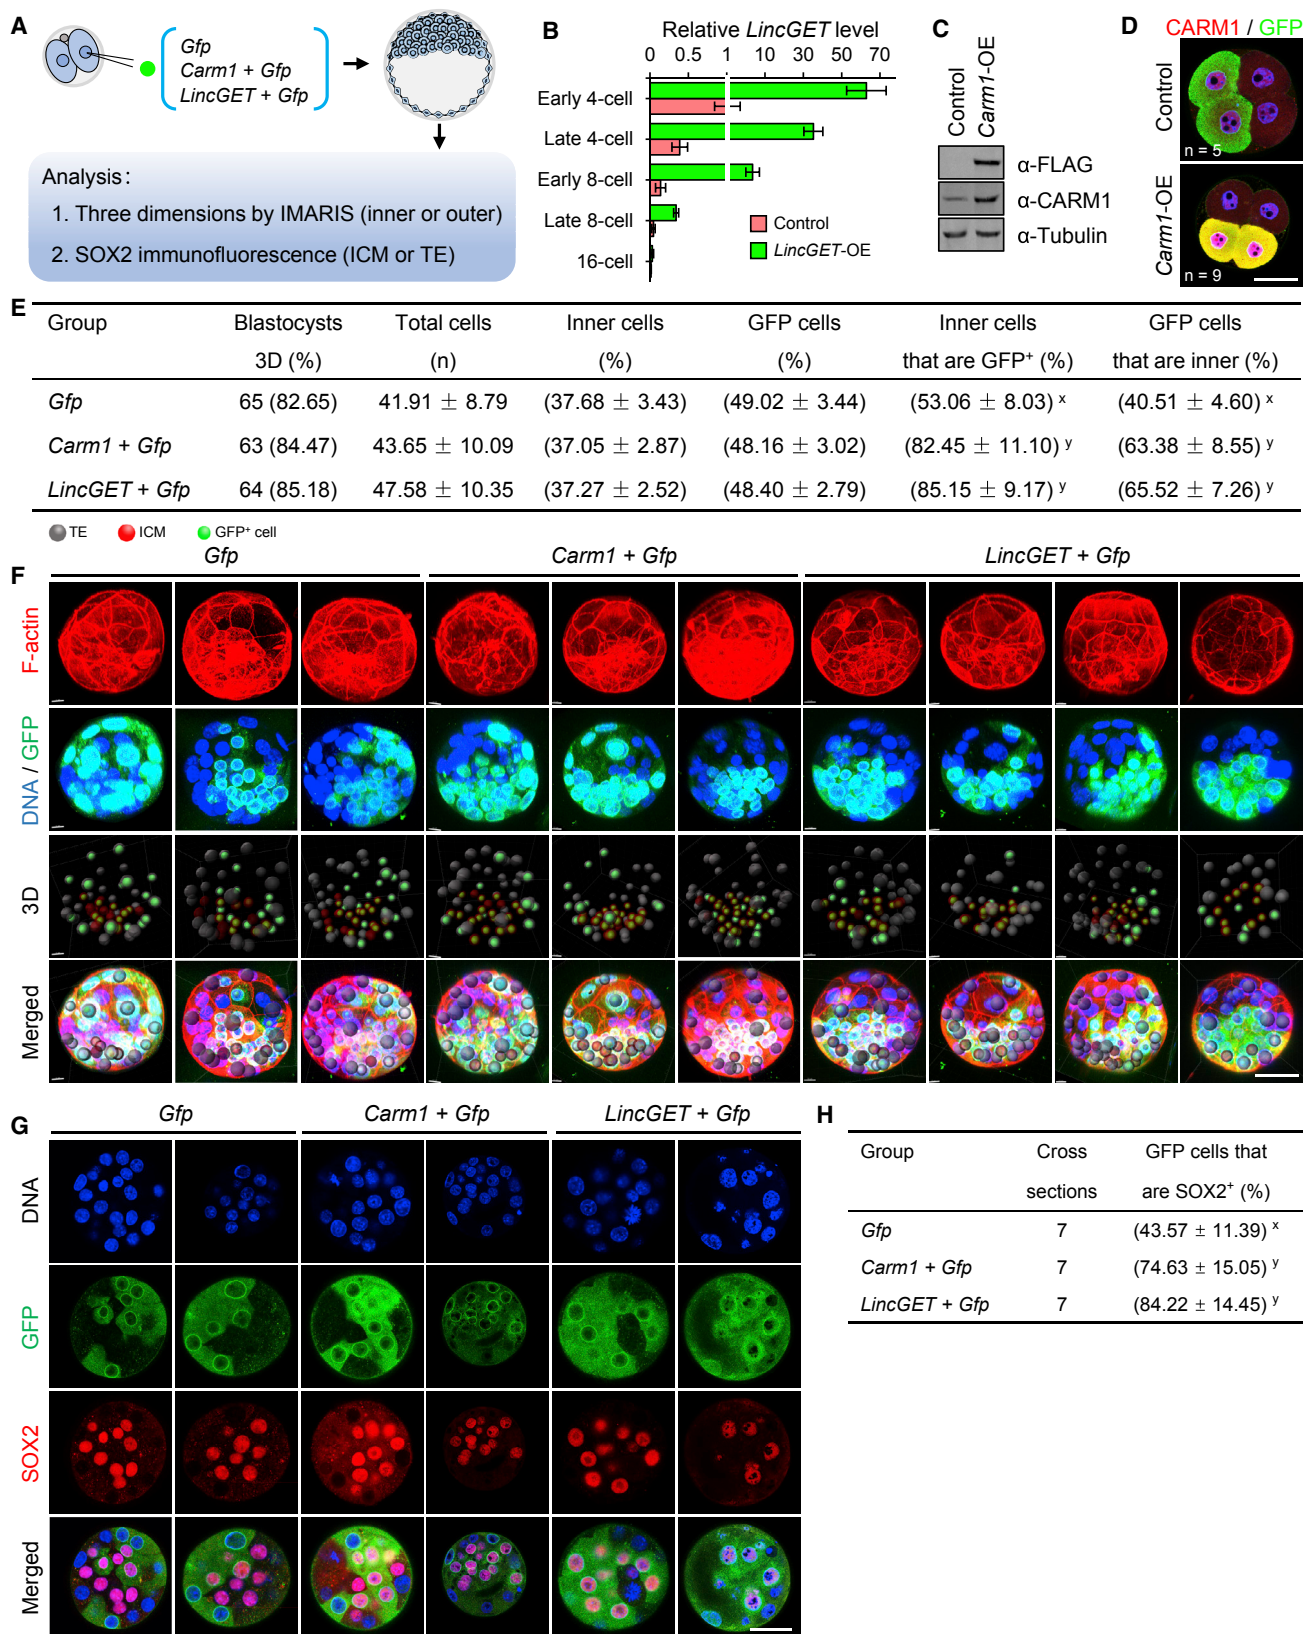 A
Gfp
Carm1 + Gfp
LincGET + Gfp
Analysis:
1. Three dimensions by IMARIS (inner or outer)
2. SOX2 immunofluorescence (ICM or TE)
B
Relative LincGET level
0 0.5 1 10 30 50 70
Early 4-cell
Late 4-cell
Early 8-cell
Late 8-cell
16-cell
Control
LincGET-OE
C
Control
Carm1-OE
α-FLAG
α-CARM1
α-Tubulin
D
CARM1 / GFP
Control
n = 5
Carm1-OE
n = 9
E
Group Blastocysts Total cells Inner cells GFP cells Inner cells GFP cells
3D (%) (n) (%) (%) that are GFP+ (%) that are inner (%)
Gfp 65 (82.65) 41.91 ± 8.79 (37.68 ± 3.43) (49.02 ± 3.44) (53.06 ± 8.03) x (40.51 ± 4.60) x
Carm1 + Gfp 63 (84.47) 43.65 ± 10.09 (37.05 ± 2.87) (48.16 ± 3.02) (82.45 ± 11.10) y (63.38 ± 8.55) y
LincGET + Gfp 64 (85.18) 47.58 ± 10.35 (37.27 ± 2.52) (48.40 ± 2.79) (85.15 ± 9.17) y (65.52 ± 7.26) y
TE ICM GFP+ cell
F
Gfp Carm1 + Gfp LincGET + Gfp
F-actin
DNA / GFP
3D
Merged
G
Gfp Carm1 + Gfp LincGET + Gfp
DNA
GFP
SOX2
Merged
H
Group Cross GFP cells that
sections are SOX2+ (%)
Gfp 7 (43.57 ± 11.39) x
Carm1 + Gfp 7 (74.63 ± 15.05) y
LincGET + Gfp 7 (84.22 ± 14.45) y